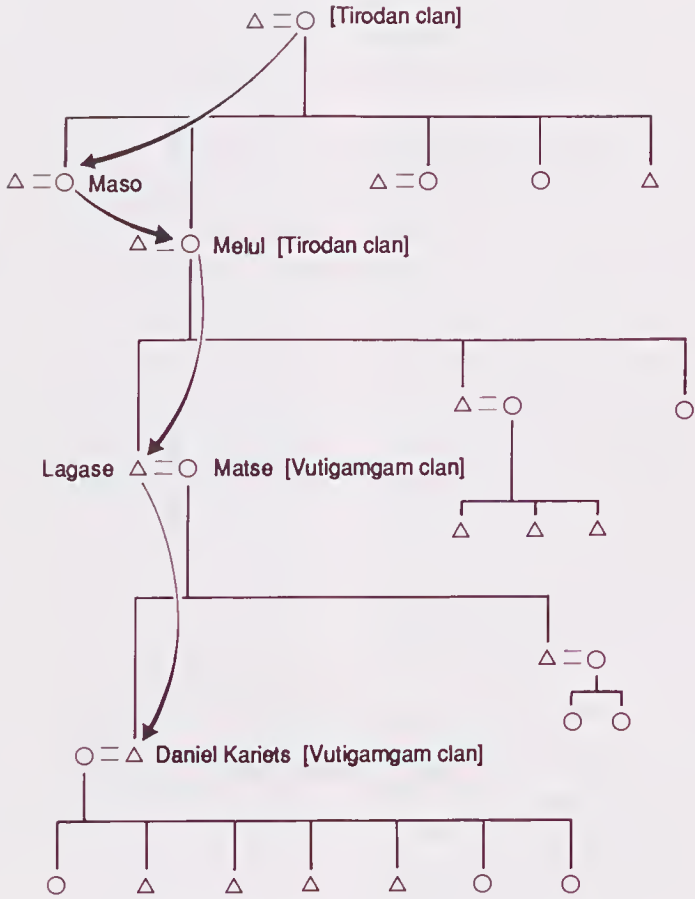 [Tirodan clan]
Maso
Melul [Tirodan clan]
Lagase
Matse [Vutigamgam clan]
Daniel Kariets [Vutigamgam clan]